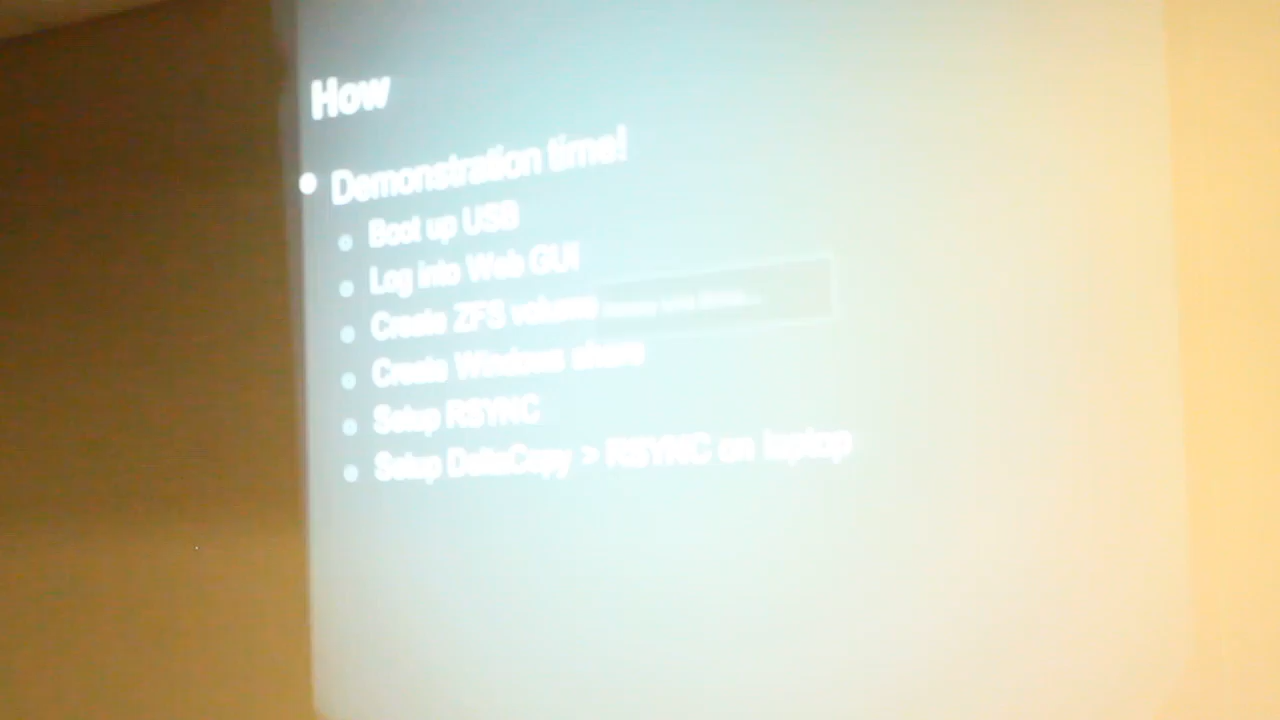 How
Demonstration time!
Boot up USB
Log into Web GUI
Create ZFS volume
Create Windows share
Setup RSYNC
Setup DeltaCopy > RSYNC on laptop